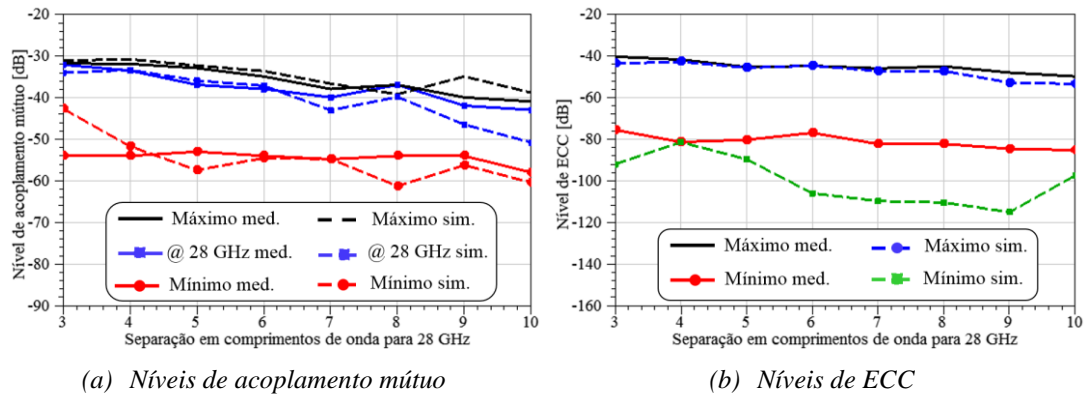 -20
-30
-40
-50
-60
-70
-80
-90
Nível de acoplamento mútuo [dB]
Máximo med.
Máximo sim.
@ 28 GHz med.
@ 28 GHz sim.
Mínimo med.
Mínimo sim.
3 4 5 6 7 8 9 10
Separação em comprimentos de onda para 28 GHz
(a) Níveis de acoplamento mútuo
-20
-40
-60
-80
-100
-120
-140
-160
Nível de ECC [dB]
Máximo med.
Máximo sim.
Mínimo med.
Mínimo sim.
3 4 5 6 7 8 9 10
Separação em comprimentos de onda para 28 GHz
(b) Níveis de ECC